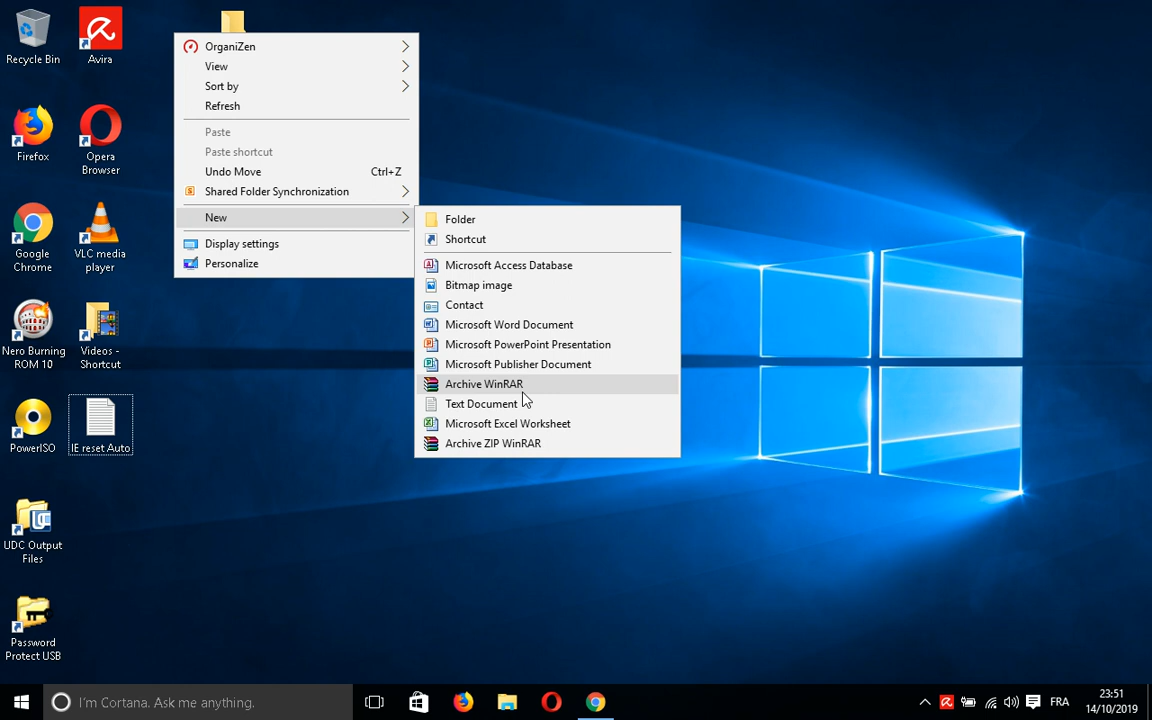 Recycle Bin
Avira
Firefox
Opera
Browser
Google
Chrome
VLC media
player
Nero Burning
ROM 10
Videos -
Shortcut
PowerISO
IE reset Auto
UDC Output
Files
Password
Protect USB
OrganiZen
View
Sort by
Refresh
Paste
Paste shortcut
Undo Move Ctrl+Z
Shared Folder Synchronization
New
Display settings
Personalize
Folder
Shortcut
Microsoft Access Database
Bitmap image
Contact
Microsoft Word Document
Microsoft PowerPoint Presentation
Microsoft Publisher Document
Archive WinRAR
Text Document
Microsoft Excel Worksheet
Archive ZIP WinRAR
I'm Cortana. Ask me anything.
FRA
23:51
14/10/2019